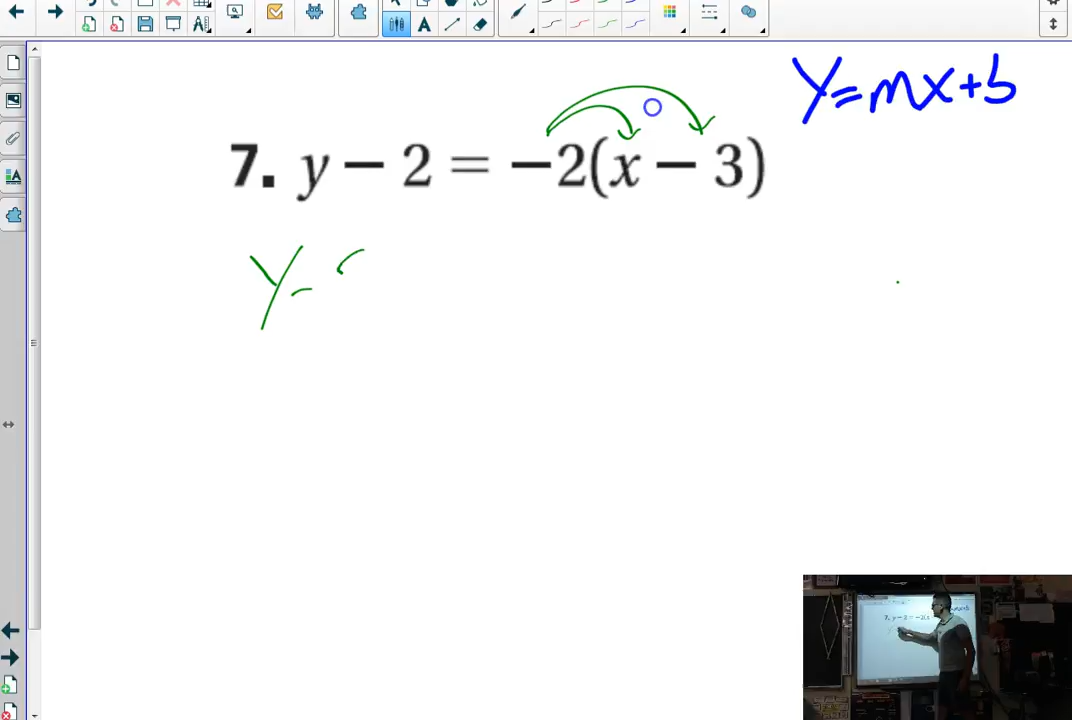 y = mx + b
7. y − 2 = −2(x − 3)
y -